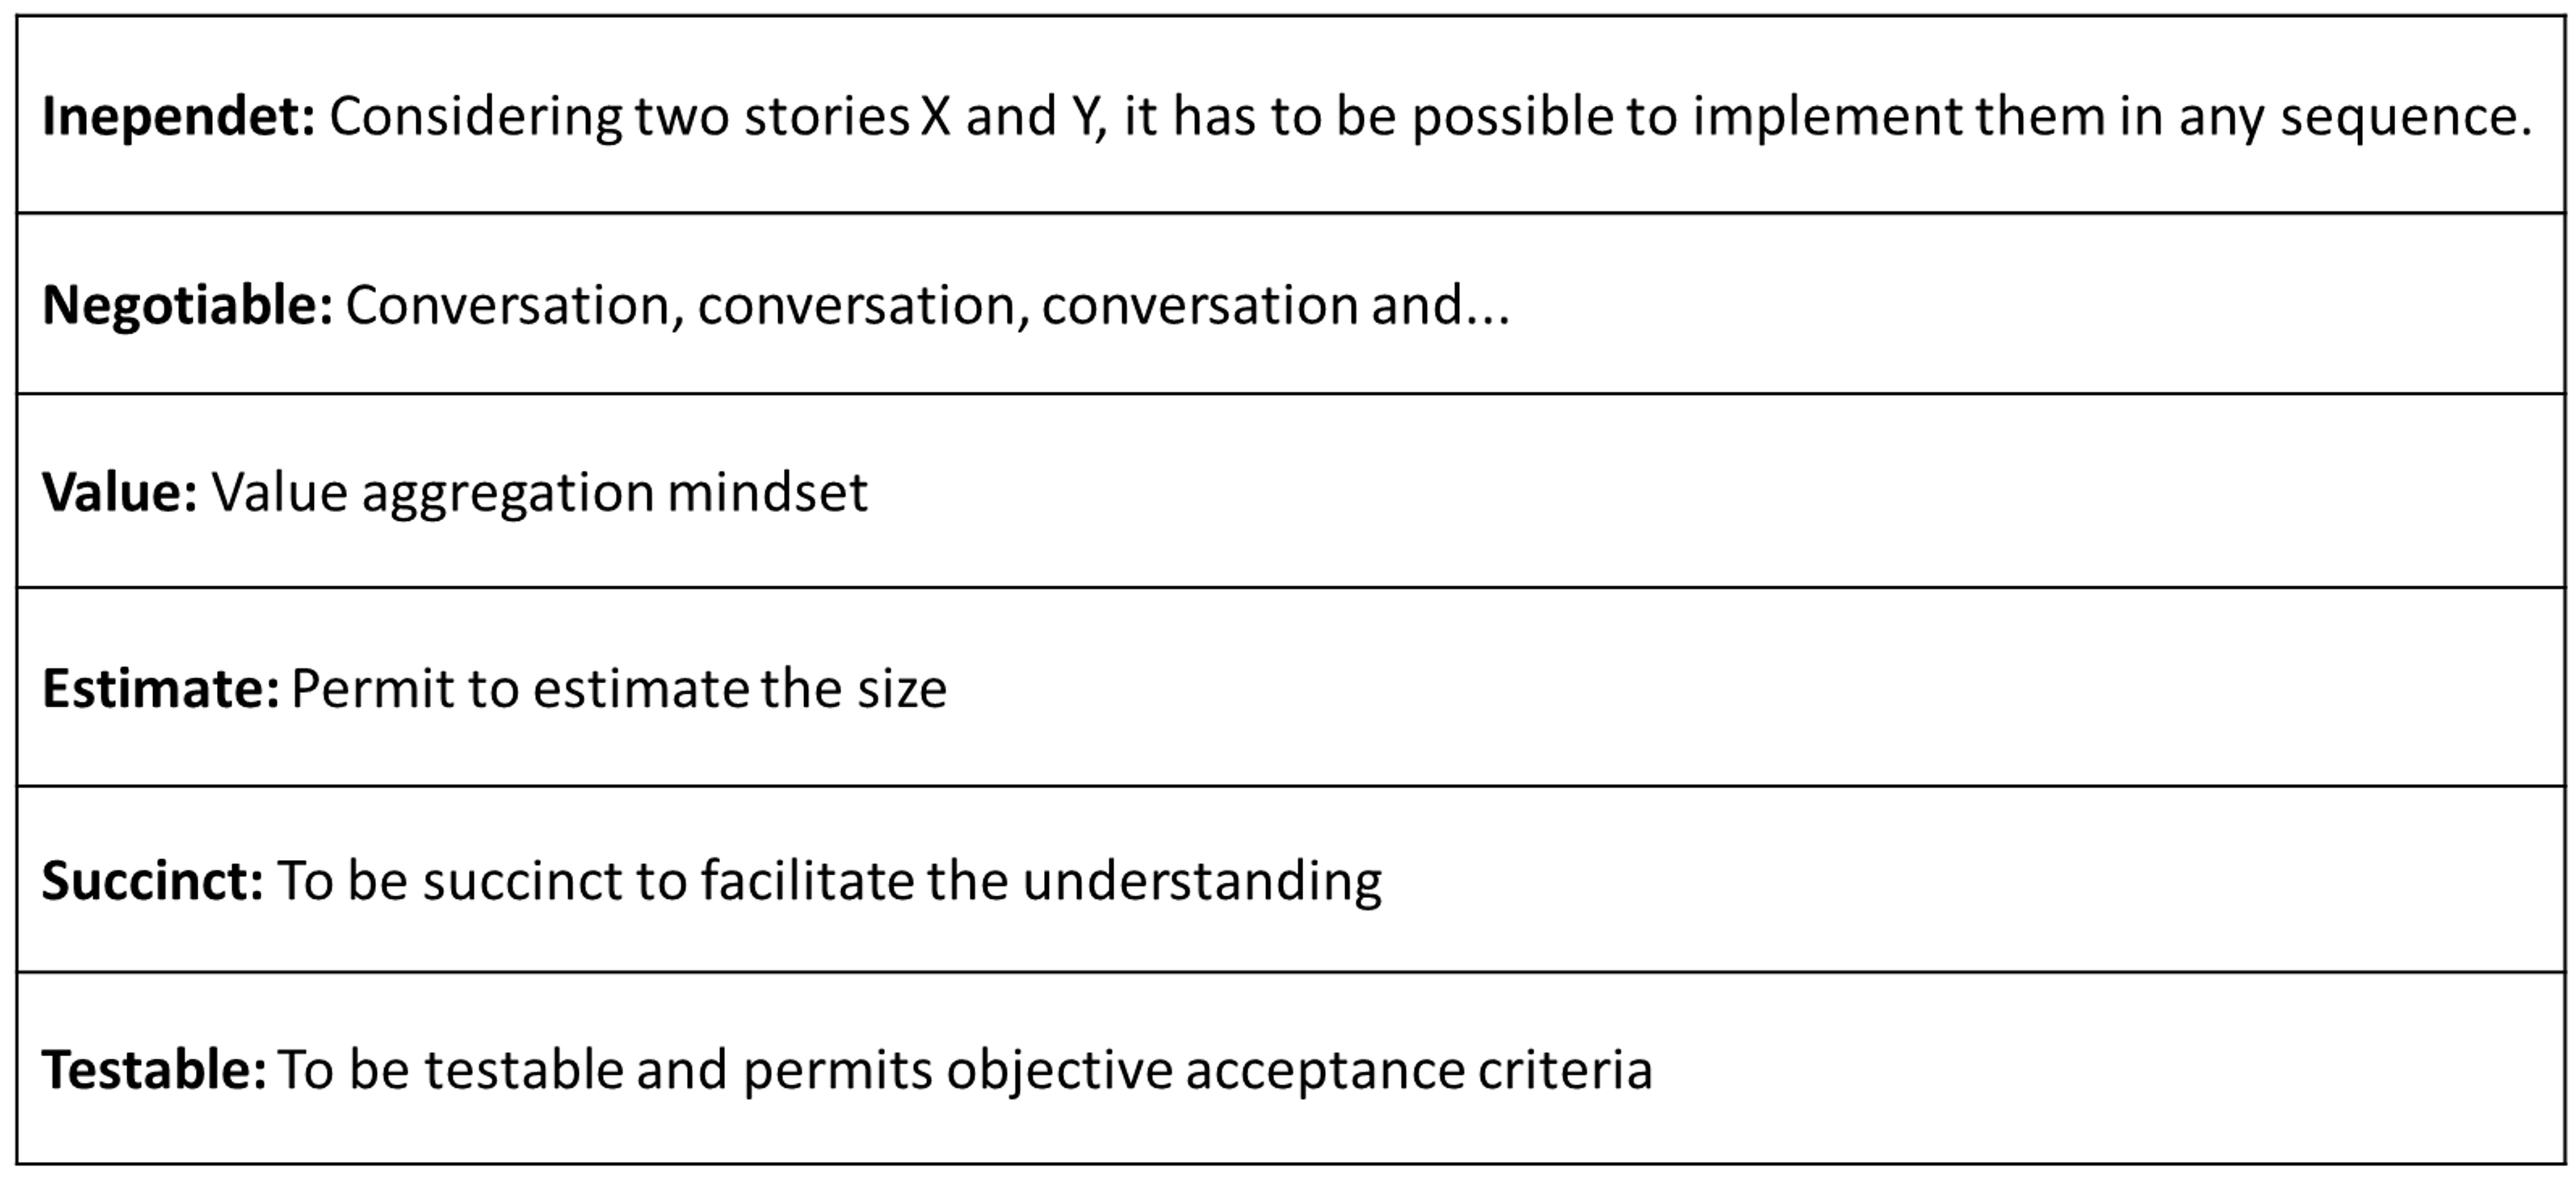 Inependet: Considering two stories X and Y, it has to be possible to implement them in any sequence.
Negotiable: Conversation, conversation, conversation and...
Value: Value aggregation mindset
Estimate: Permit to estimate the size
Succinct: To be succinct to facilitate the understanding
Testable: To be testable and permits objective acceptance criteria